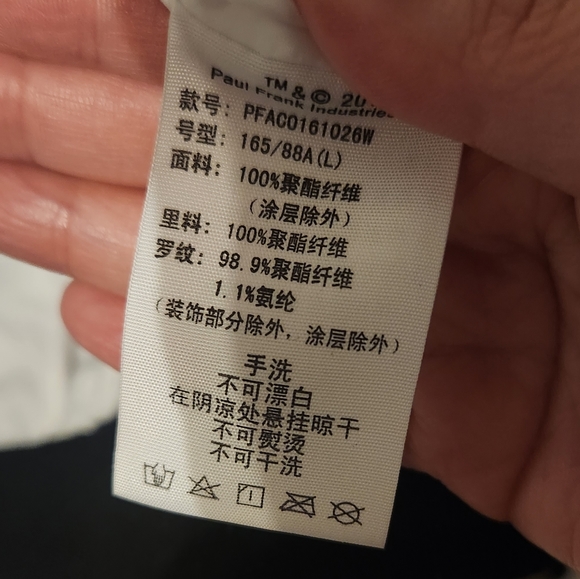 TM & © 20
Paul Frank Industries
款号：PFAC0161026W
号型：165/88A(L)
面料：100%聚酯纤维
（涂层除外）
里料：100%聚酯纤维
罗纹：98.9%聚酯纤维
1.1%氨纶
（装饰部分除外，涂层除外）
手洗
不可漂白
在阴凉处悬挂晾干
不可熨烫
不可干洗